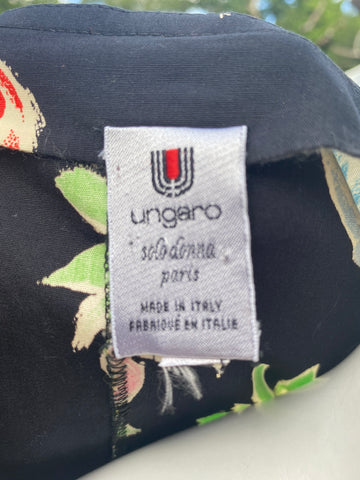 ungaro
solo donna
paris
MADE IN ITALY
FABRIQUÉ EN ITALIE